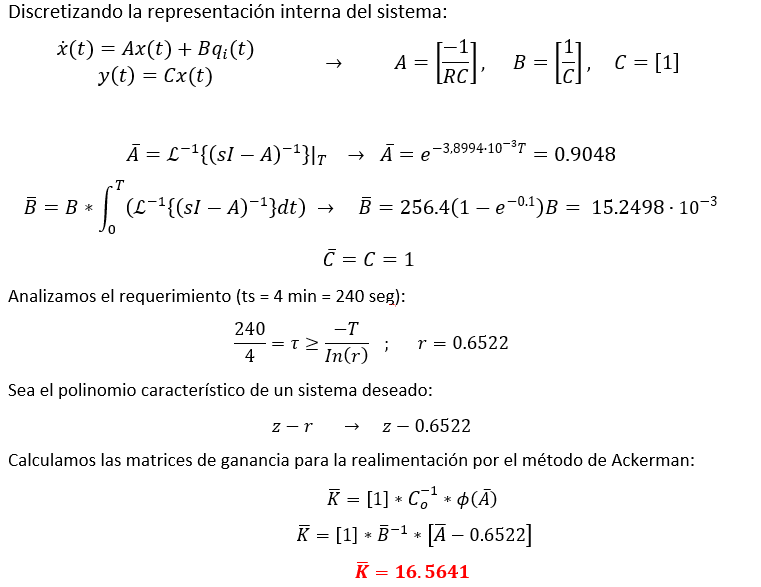 Discretizando la representación interna del sistema:
ẋ(t) = Ax(t) + Bqᵢ(t)
y(t) = Cx(t) → A = [−1/RC], B = [1/C], C = [1]
Ā = ℒ⁻¹{(sI − A)⁻¹}|_T → Ā = e^(−3,8994·10⁻³T) = 0.9048
B̄ = B ∗ ∫₀ᵀ (ℒ⁻¹{(sI − A)⁻¹}dt) → B̄ = 256.4(1 − e^(−0.1))B = 15.2498 · 10⁻³
C̄ = C = 1
Analizamos el requerimiento (ts = 4 min = 240 seg):
240/4 = τ ≥ −T/In(r) ; r = 0.6522
Sea el polinomio característico de un sistema deseado:
z − r → z − 0.6522
Calculamos las matrices de ganancia para la realimentación por el método de Ackerman:
K̄ = [1] ∗ Cₒ⁻¹ ∗ ϕ(Ā)
K̄ = [1] ∗ B̄⁻¹ ∗ [Ā − 0.6522]
K̄ = 16.5641